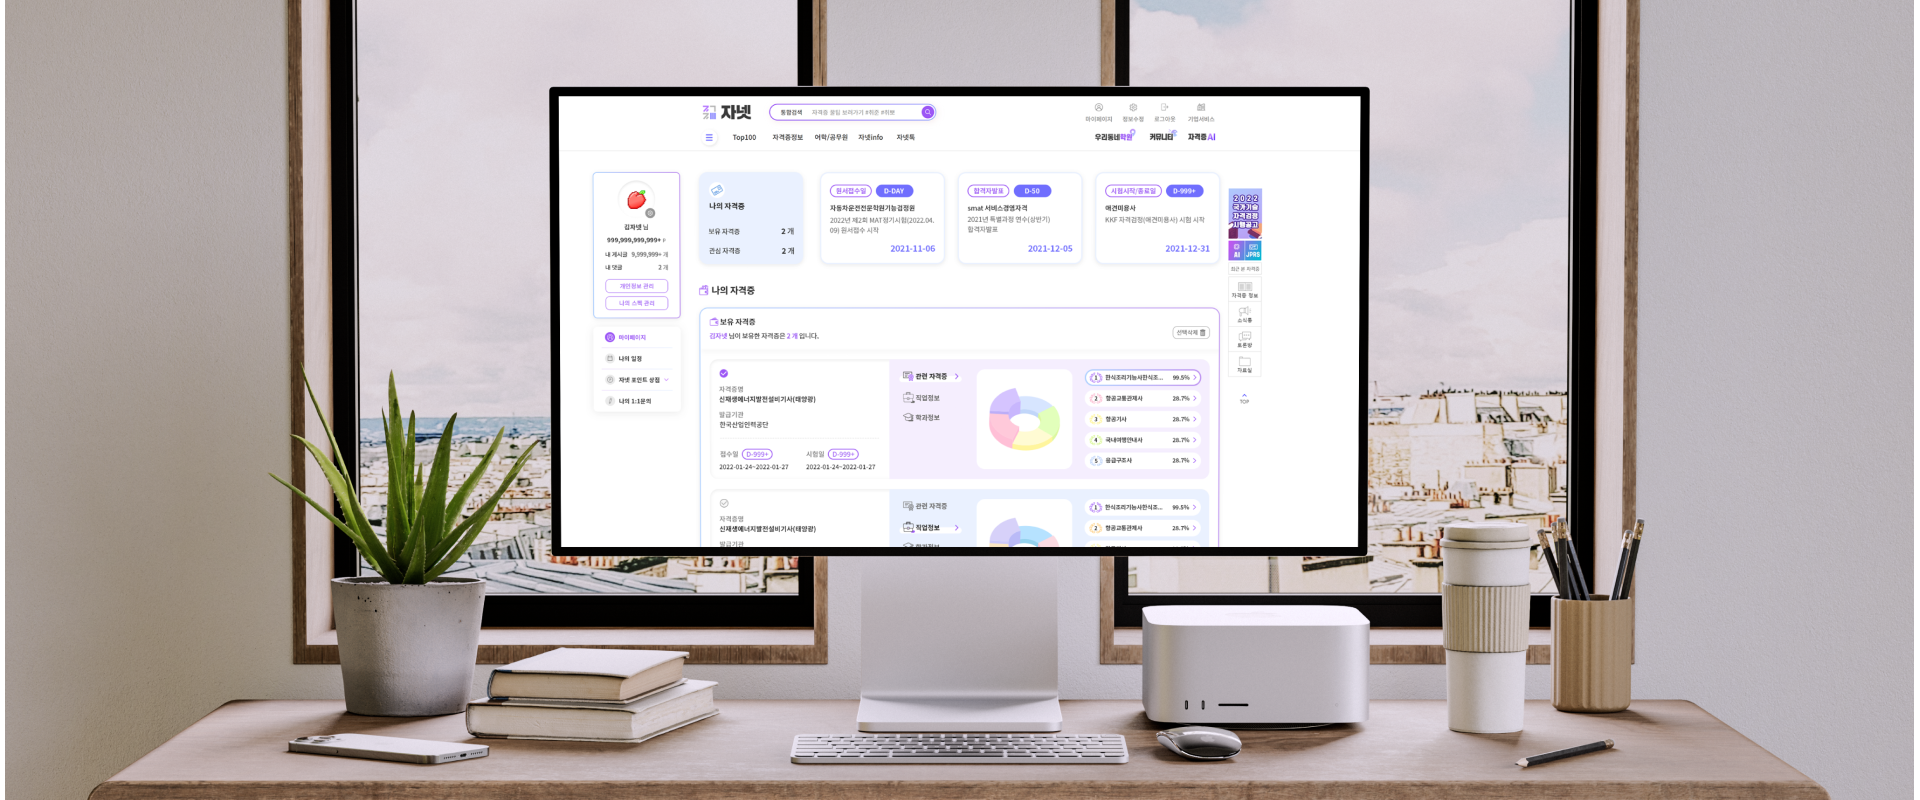 자넷
통합검색
마이페이지 정보수정 로그아웃 기업서비스
Top100 자격증정보 어학/공무원 자넷info 자넷톡
우리동네학원 커뮤니티 자격증AI
김자넷 님
999,999,999,999+ P
내 게시글 9,999,999+ 개
내 댓글 2 개
개인정보 관리
나의 스펙 관리
마이페이지
나의 일정
자넷 포인트 상점
나의 1:1문의
나의 자격증
보유 자격증 2 개
관심 자격증 2 개
원서접수일 D-DAY
자동차운전전문학원기능검정원
2022년 제2회 MAT정기시험(2022.04.
09) 원서접수 시작
2021-11-06
합격자발표 D-50
smat 서비스경영자격
2021년 특별과정 연수(상반기)
합격자발표
2021-12-05
시험시작/종료일 D-999+
애견미용사
KKF 자격검정(애견미용사) 시험 시작
2021-12-31
2022
국가기술
자격검정
시행공고
AI JPRS
최근 본 자격증
자격증 정보
소식통
토론방
자료실
TOP
나의 자격증
보유 자격증
김자넷 님이 보유한 자격증은 2 개 입니다.
선택삭제
자격증명
신재생에너지발전설비기사(태양광)
발급기관
한국산업인력공단
접수일 D-999+ 시험일 D-999+
2022-01-24~2022-01-27 2022-01-24~2022-01-27
관련 자격증
직업정보
학과정보
1 한식조리기능사한식조... 99.5%
2 항공교통관제사 28.7%
3 항공기사 28.7%
4 국내여행안내사 28.7%
5 응급구조사 28.7%
자격증명
신재생에너지발전설비기사(태양광)
발급기관
관련 자격증
직업정보
1 한식조리기능사한식조... 99.5%
2 항공교통관제사 28.7%